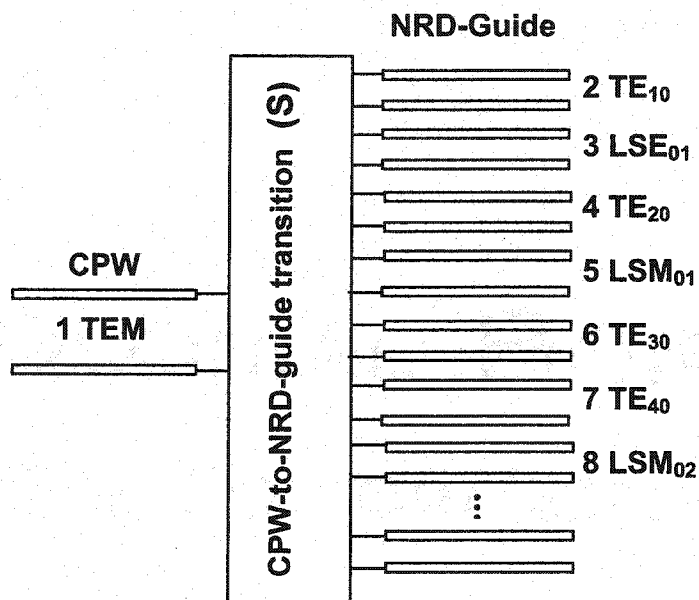 NRD-Guide
CPW-to-NRD-guide transition (S)
CPW
1 TEM
2 TE₁₀
3 LSE₀₁
4 TE₂₀
5 LSM₀₁
6 TE₃₀
7 TE₄₀
8 LSM₀₂
...